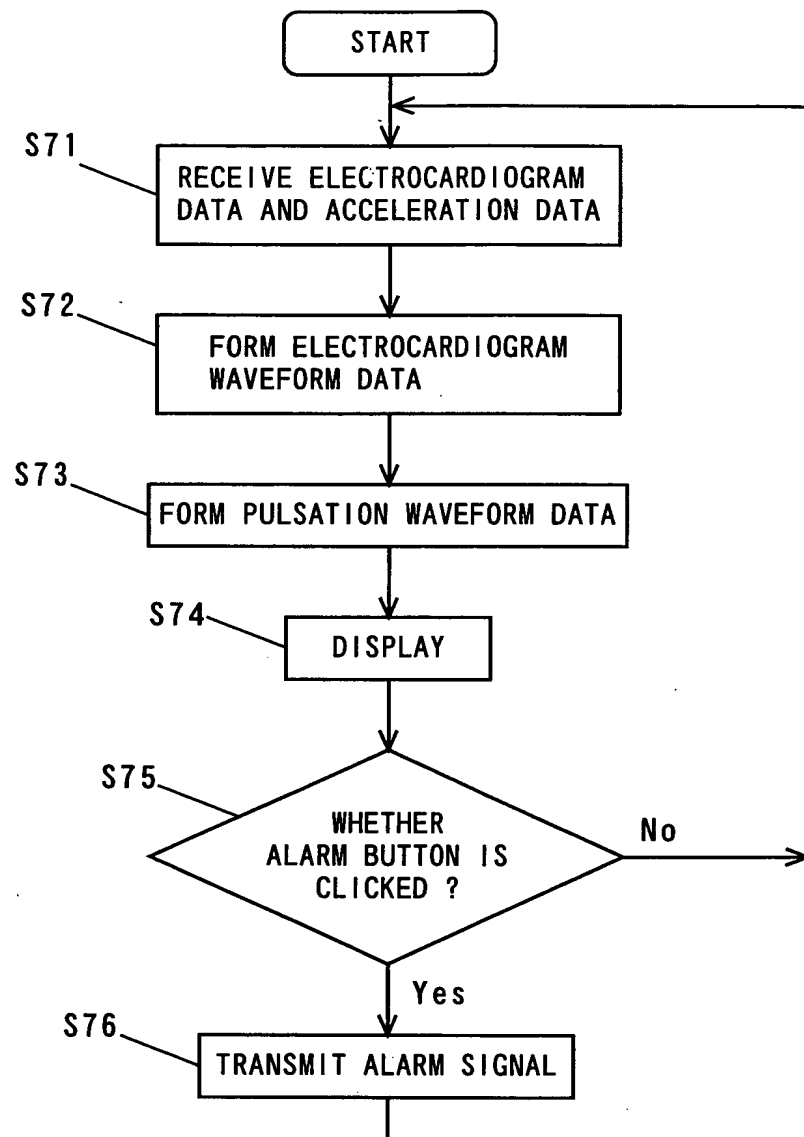 START
S71
RECEIVE ELECTROCARDIOGRAM
DATA AND ACCELERATION DATA
S72
FORM ELECTROCARDIOGRAM
WAVEFORM DATA
S73
FORM PULSATION WAVEFORM DATA
S74
DISPLAY
S75
WHETHER
ALARM BUTTON IS
CLICKED ?
No
Yes
S76
TRANSMIT ALARM SIGNAL